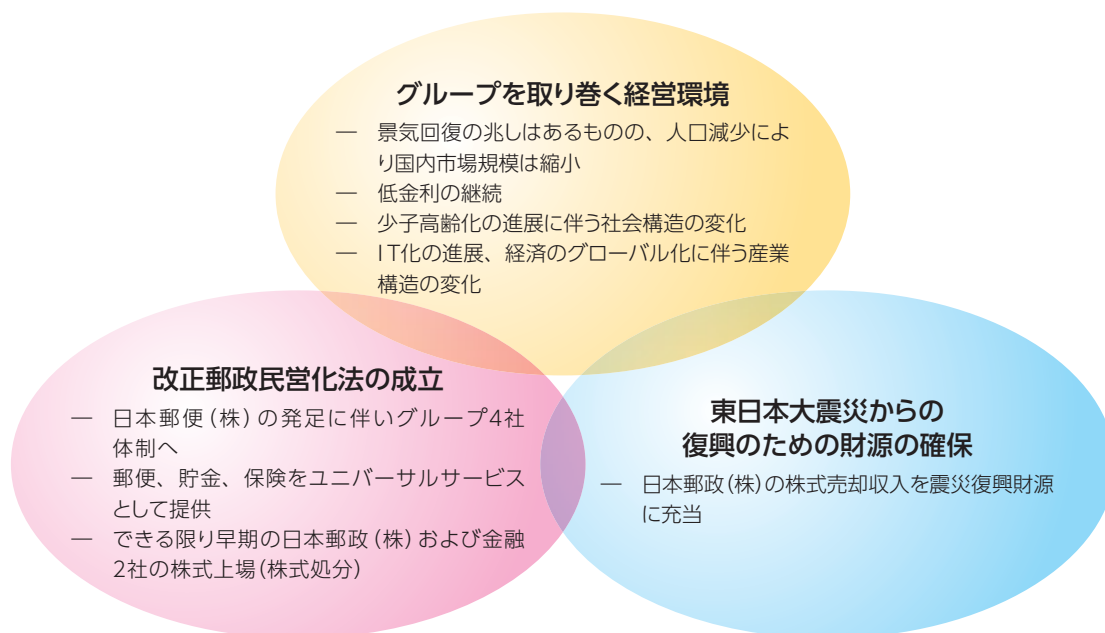 グループを取り巻く経営環境
― 景気回復の兆しはあるものの、人口減少によ
り国内市場規模は縮小
― 低金利の継続
― 少子高齢化の進展に伴う社会構造の変化
― IT化の進展、経済のグローバル化に伴う産業
構造の変化
改正郵政民営化法の成立
― 日本郵便(株)の発足に伴いグループ4社
体制へ
― 郵便、貯金、保険をユニバーサルサービス
として提供
― できる限り早期の日本郵政(株)および金融
2社の株式上場(株式処分)
東日本大震災からの
復興のための財源の確保
― 日本郵政(株)の株式売却収入を震災復興財源
に充当